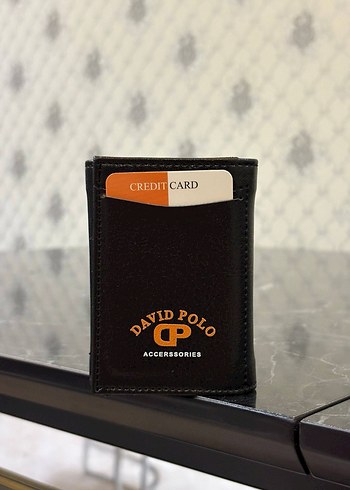 CREDIT CARD
DAVID POLO
DP
ACCERSSORIES